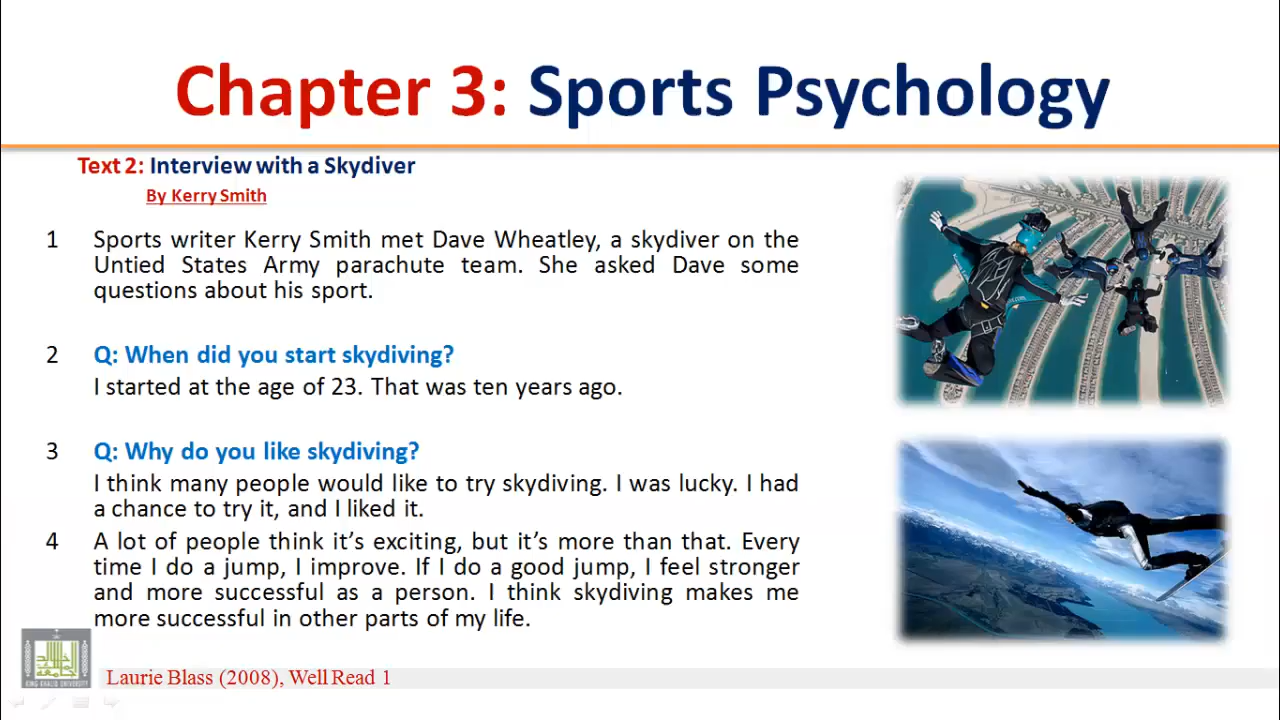 Chapter 3: Sports Psychology
Text 2: Interview with a Skydiver
By Kerry Smith
1 Sports writer Kerry Smith met Dave Wheatley, a skydiver on the
Untied States Army parachute team. She asked Dave some
questions about his sport.
2 Q: When did you start skydiving?
I started at the age of 23. That was ten years ago.
3 Q: Why do you like skydiving?
I think many people would like to try skydiving. I was lucky. I had
a chance to try it, and I liked it.
4 A lot of people think it's exciting, but it's more than that. Every
time I do a jump, I improve. If I do a good jump, I feel stronger
and more successful as a person. I think skydiving makes me
more successful in other parts of my life.
KING KHALID UNIVERSITY
Laurie Blass (2008), Well Read 1